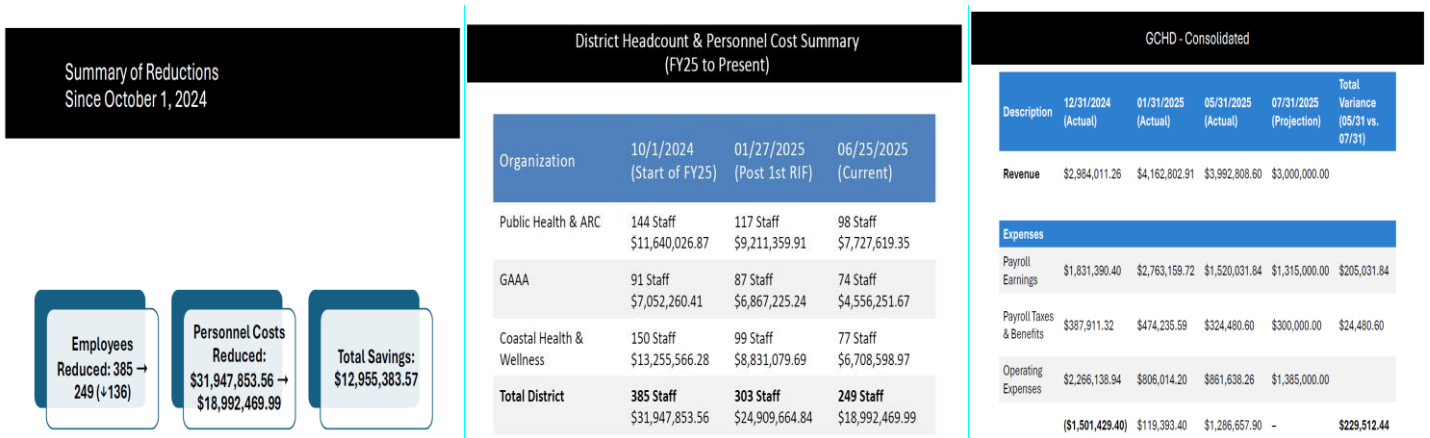 Summary of Reductions
Since October 1, 2024
Employees
Reduced: 385 →
249 (↓136)
Personnel Costs
Reduced:
$31,947,853.56 →
$18,992,469.99
Total Savings:
$12,955,383.57
District Headcount & Personnel Cost Summary
(FY25 to Present)
Organization
10/1/2024
(Start of FY25)
01/27/2025
(Post 1st RIF)
06/25/2025
(Current)
Public Health & ARC
144 Staff
$11,640,026.87
117 Staff
$9,211,359.91
98 Staff
$7,727,619.35
GAAA
91 Staff
$7,052,260.41
87 Staff
$6,867,225.24
74 Staff
$4,556,251.67
Coastal Health &
Wellness
150 Staff
$13,255,566.28
99 Staff
$8,831,079.69
77 Staff
$6,708,598.97
Total District
385 Staff
$31,947,853.56
303 Staff
$24,909,664.84
249 Staff
$18,992,469.99
GCHD - Consolidated
Description
12/31/2024
(Actual)
01/31/2025
(Actual)
05/31/2025
(Actual)
07/31/2025
(Projection)
Total
Variance
(05/31 vs.
07/31)
Revenue
$2,984,011.26
$4,162,802.91
$3,992,808.60
$3,000,000.00
Expenses
Payroll
Earnings
$1,831,390.40
$2,763,159.72
$1,520,031.84
$1,315,000.00
$205,031.84
Payroll Taxes
& Benefits
$387,911.32
$474,235.59
$324,480.60
$300,000.00
$24,480.60
Operating
Expenses
$2,266,138.94
$806,014.20
$861,638.26
$1,385,000.00
($1,501,429.40)
$119,393.40
$1,286,657.90
–
$229,512.44